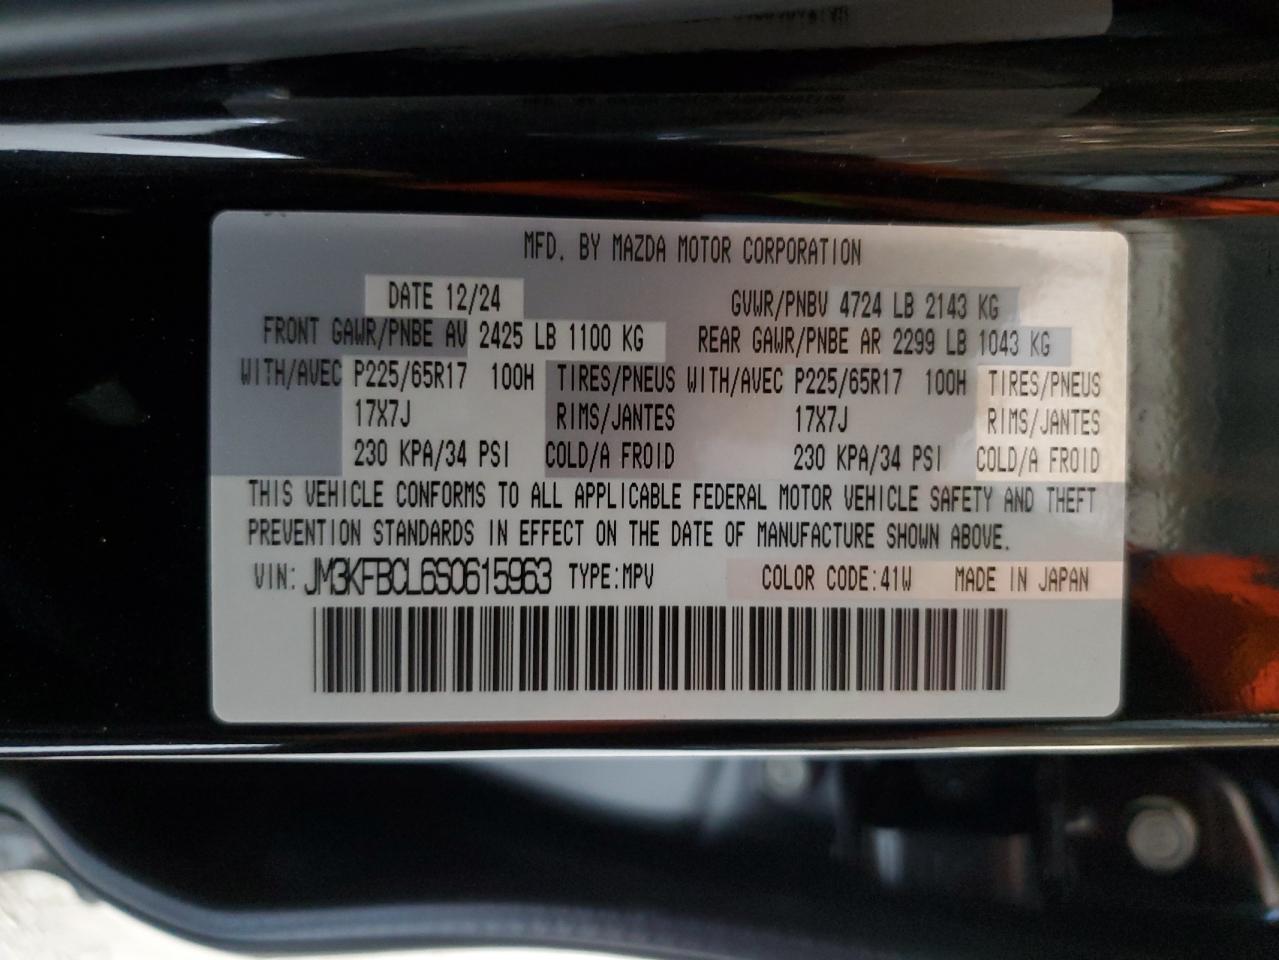 MFD. BY MAZDA MOTOR CORPORATION
DATE 12/24 GVWR/PNBV 4724 LB 2143 KG
FRONT GAWR/PNBE AV 2425 LB 1100 KG REAR GAWR/PNBE AR 2299 LB 1043 KG
WITH/AVEC P225/65R17 100H TIRES/PNEUS WITH/AVEC P225/65R17 100H TIRES/PNEUS
17X7J RIMS/JANTES 17X7J RIMS/JANTES
230 KPA/34 PSI COLD/A FROID 230 KPA/34 PSI COLD/A FROID
THIS VEHICLE CONFORMS TO ALL APPLICABLE FEDERAL MOTOR VEHICLE SAFETY AND THEFT
PREVENTION STANDARDS IN EFFECT ON THE DATE OF MANUFACTURE SHOWN ABOVE.
VIN: JM3KFBCL6S0615963 TYPE:MPV COLOR CODE:41W MADE IN JAPAN